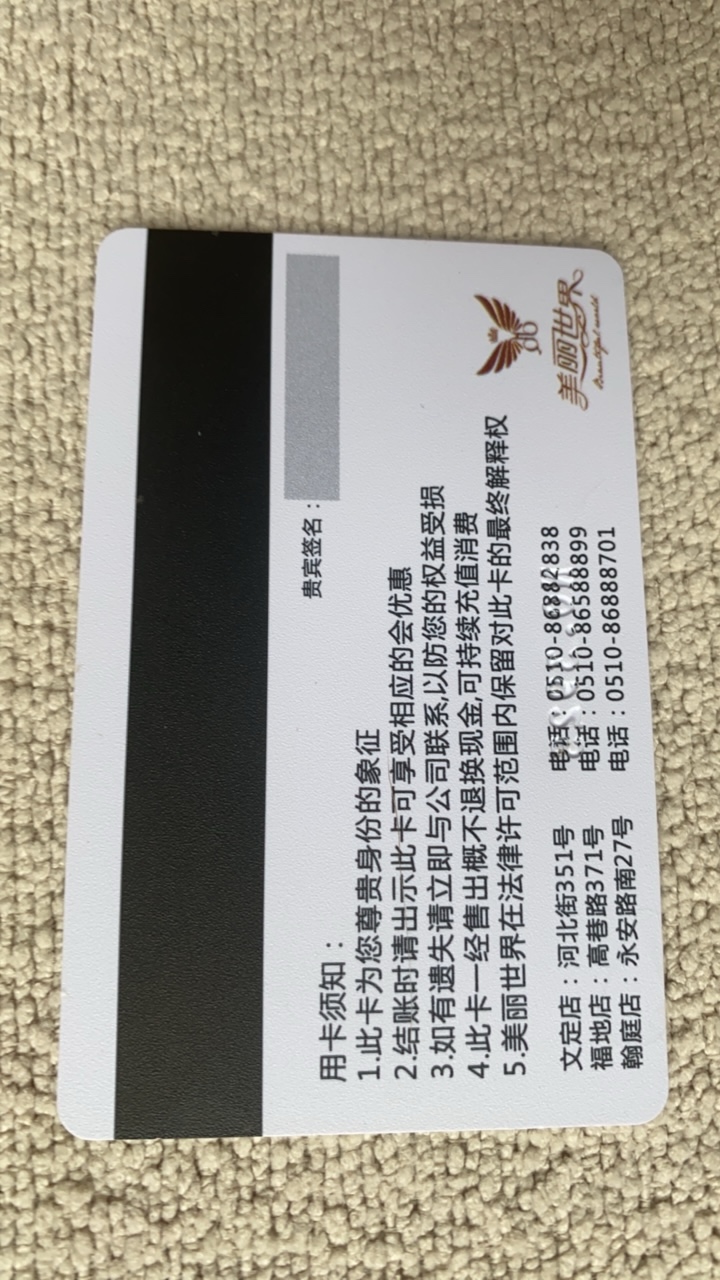 贵宾签名：
用卡须知：
1.此卡为您尊贵身份的象征
2.结账时请出示此卡可享受相应的会优惠
3.如有遗失请立即与公司联系,以防您的权益受损
4.此卡一经售出概不退换现金,可持续充值消费
5.美丽世界在法律许可范围内保留对此卡的最终解释权
文定店：河北街351号 电话：0510-86882838
福地店：高巷路371号 电话：0510-86588899
翰庭店：永安路南27号 电话：0510-86888701
美丽世界
Beautiful world